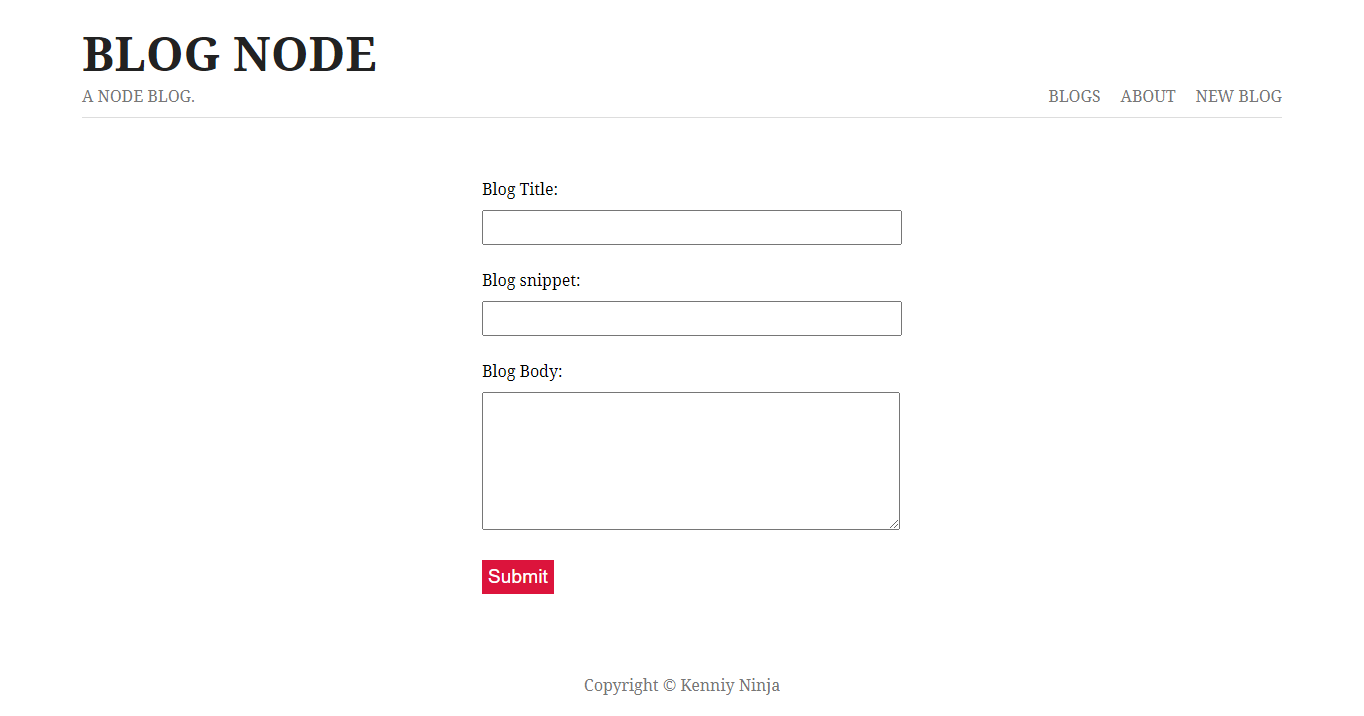 BLOG NODE
A NODE BLOG.
BLOGS ABOUT NEW BLOG
Blog Title:
Blog snippet:
Blog Body:
Submit
Copyright © Kenniy Ninja